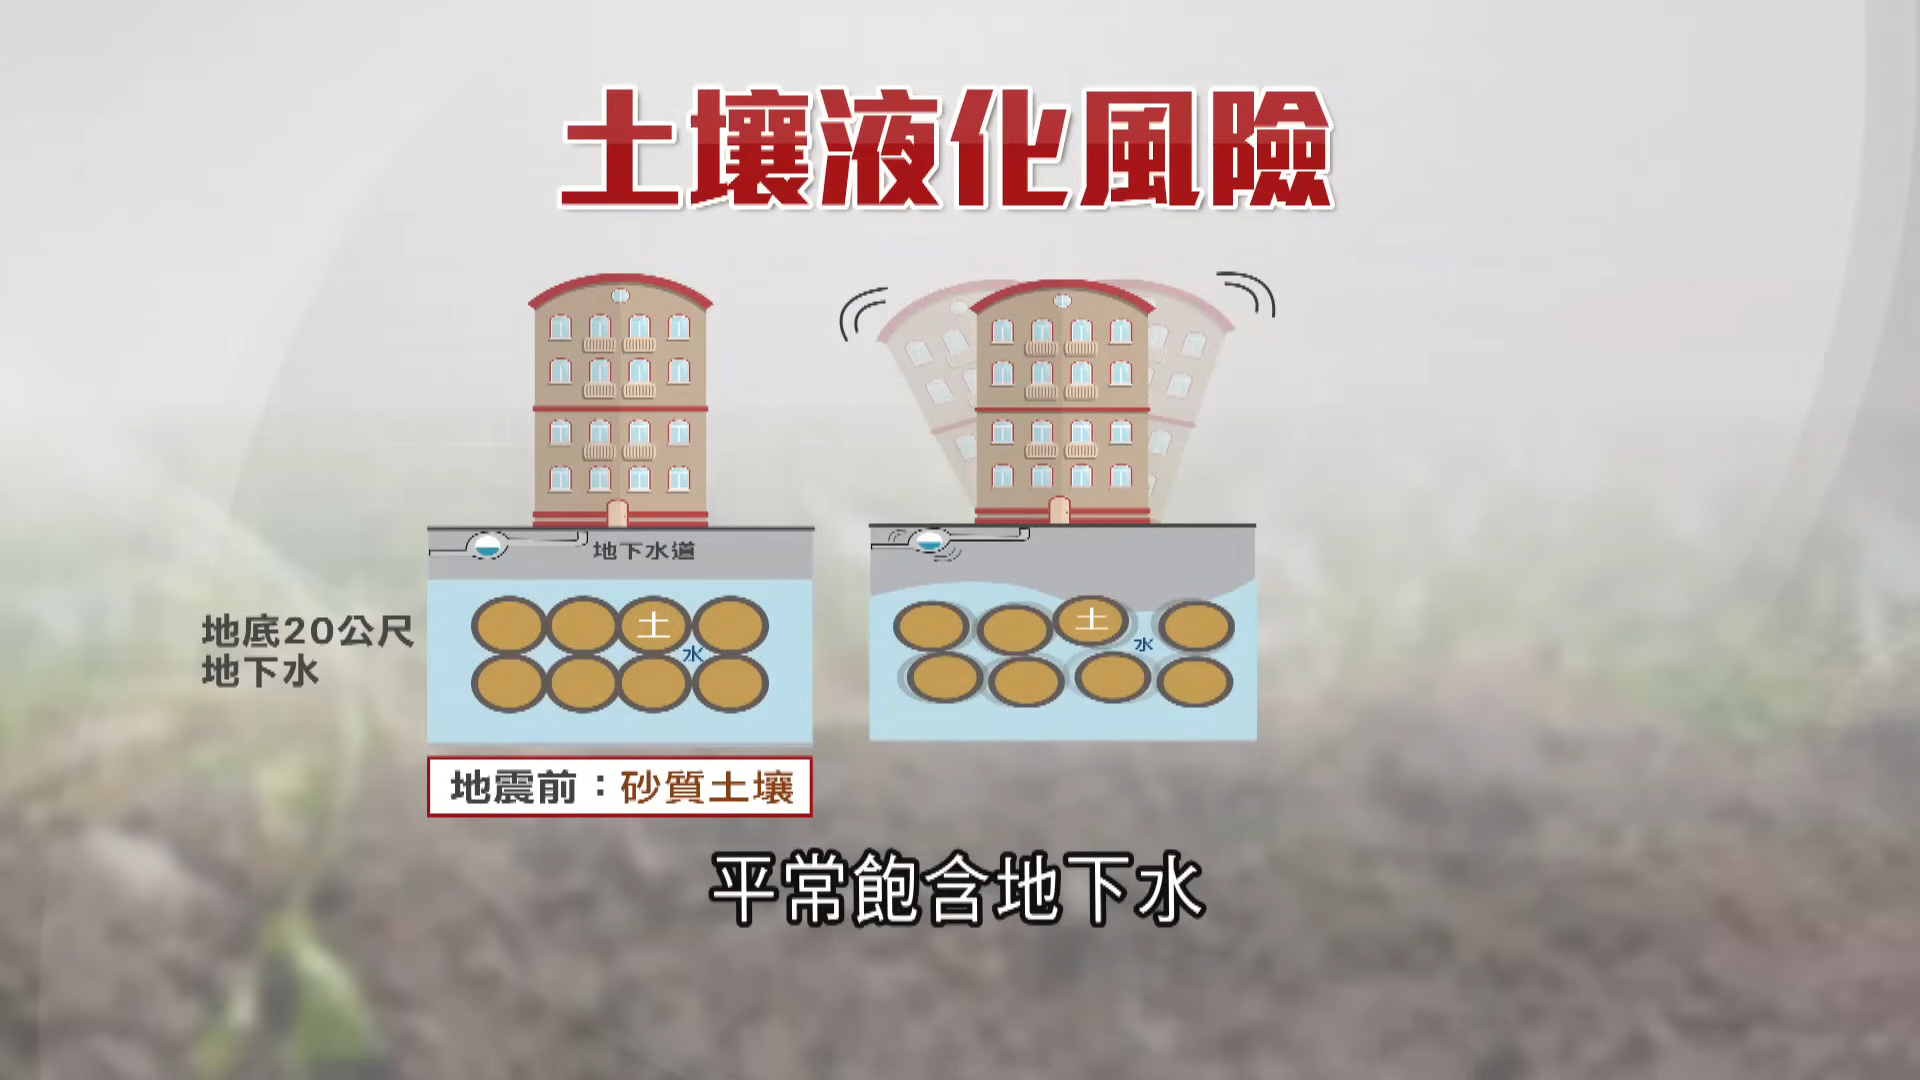 土壤液化風險
地下水道
地底20公尺
地下水
土
水
土
水
地震前：砂質土壤
平常飽含地下水